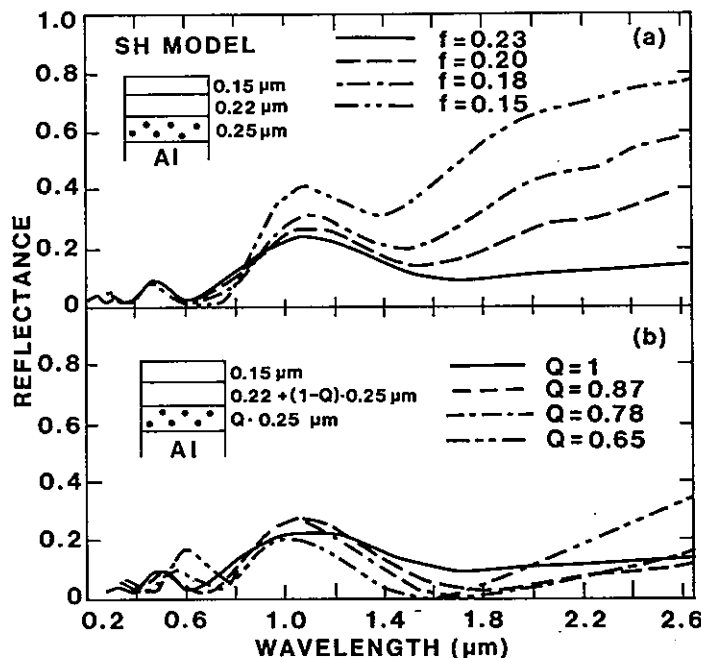 SH MODEL
0.15 μm
0.22 μm
0.25 μm
Al
f=0.23
f=0.20
f=0.18
f=0.15
(a)
0.8
0.6
0.4
0.2
0
REFLECTANCE
(b)
0.15 μm
0.22 +(1-Q)·0.25 μm
Q· 0.25 μm
Al
Q=1
Q=0.87
Q=0.78
Q=0.65
0.8
0.6
0.4
0.2
0
0.2 0.6 1.0 1.4 1.8 2.2 2.6
WAVELENGTH (μm)